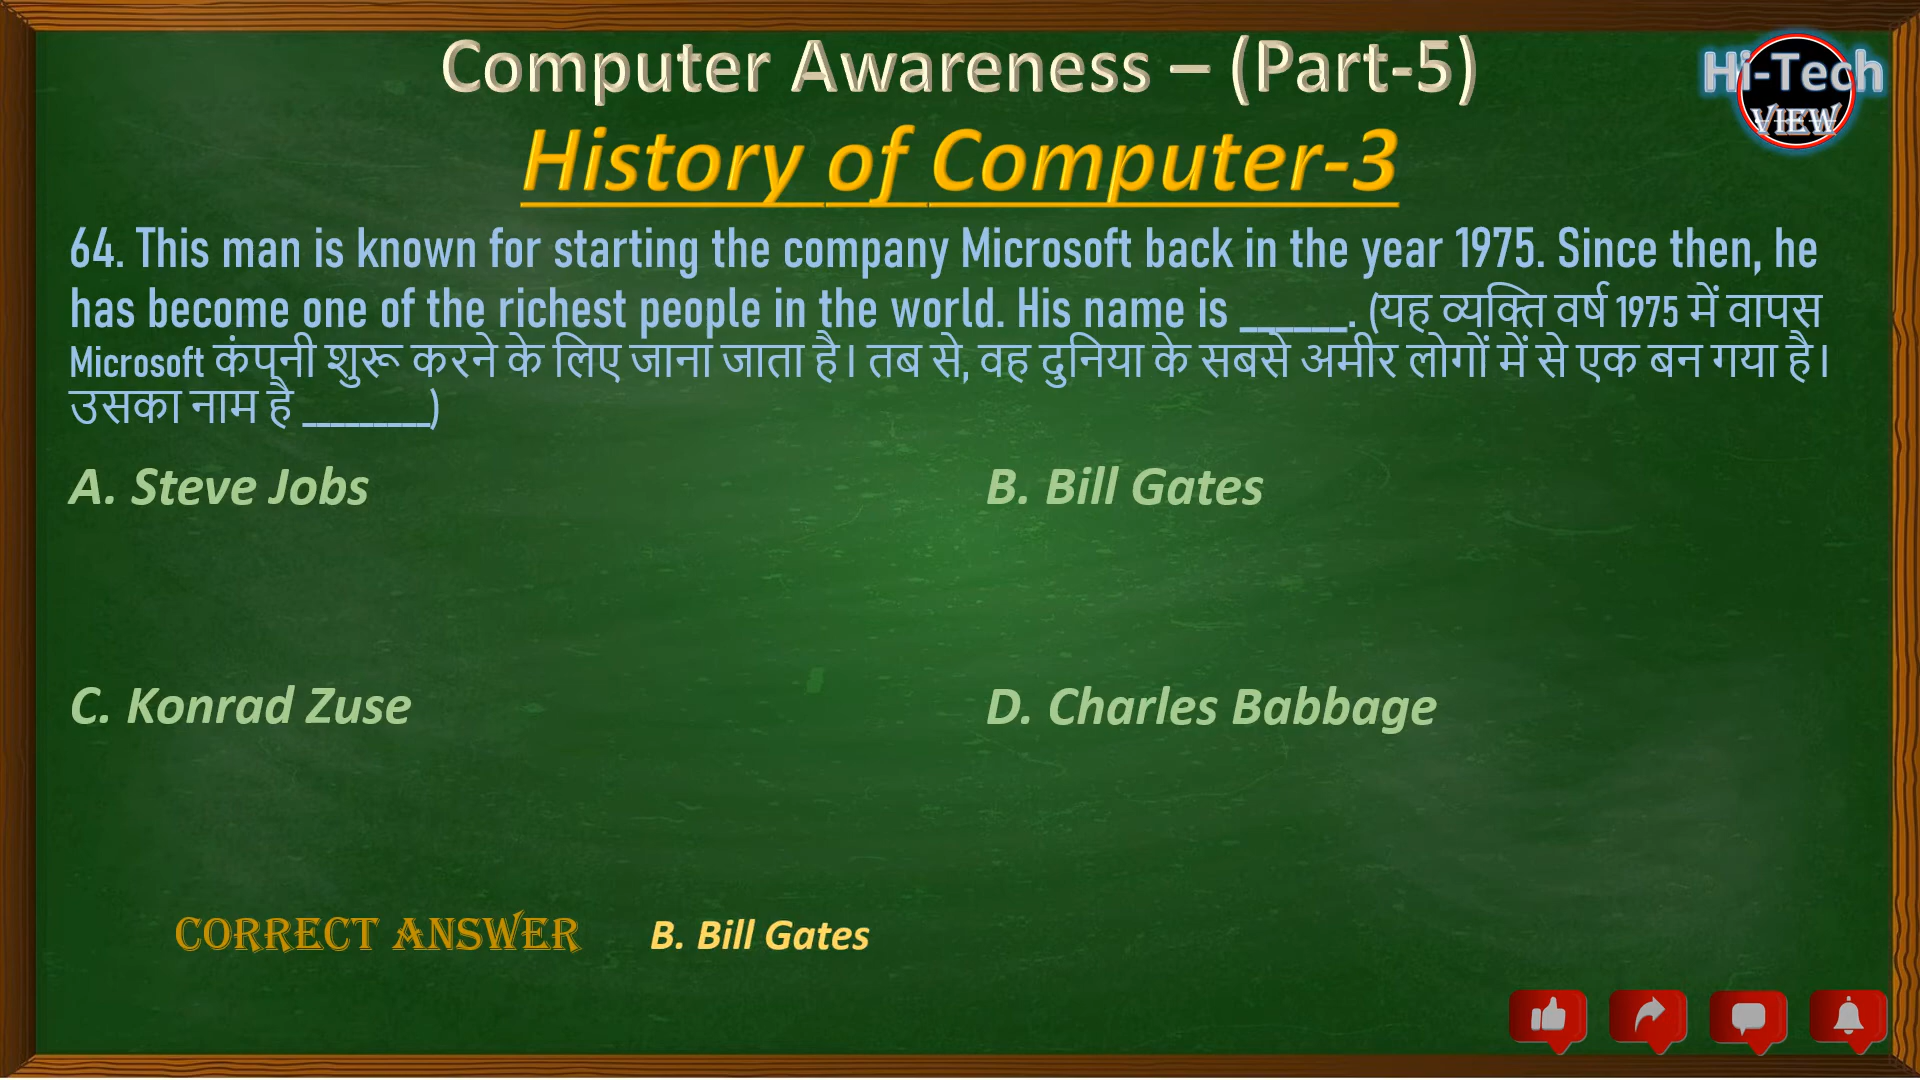 Computer Awareness – (Part-5)
Hi-Tech
VIEW
History of Computer-3
64. This man is known for starting the company Microsoft back in the year 1975. Since then, he
has become one of the richest people in the world. His name is ______. (यह व्यक्ति वर्ष 1975 में वापस
Microsoft कंपनी शुरू करने के लिए जाना जाता है। तब से, वह दुनिया के सबसे अमीर लोगों में से एक बन गया है।
उसका नाम है _________)
A. Steve Jobs
B. Bill Gates
C. Konrad Zuse
D. Charles Babbage
CORRECT ANSWER
B. Bill Gates